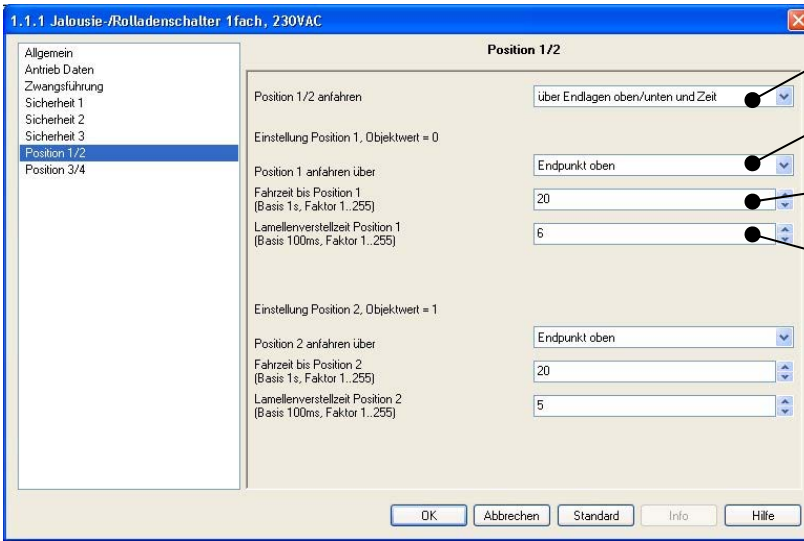 1.1.1 Jalousie-/Rolladenschalter 1fach, 230VAC
Allgemein
Antrieb Daten
Zwangsführung
Sicherheit 1
Sicherheit 2
Sicherheit 3
Position 1/2
Position 3/4
Position 1/2
Position 1/2 anfahren
über Endlagen oben/unten und Zeit
Einstellung Position 1, Objektwert = 0
Position 1 anfahren über
Endpunkt oben
Fahrzeit bis Position 1
(Basis 1s, Faktor 1..255)
20
Lamellenverstellzeit Position 1
(Basis 100ms, Faktor 1..255)
6
Einstellung Position 2, Objektwert = 1
Position 2 anfahren über
Endpunkt oben
Fahrzeit bis Position 2
(Basis 1s, Faktor 1..255)
20
Lamellenverstellzeit Position 2
(Basis 100ms, Faktor 1..255)
5
OK
Abbrechen
Standard
Info
Hilfe